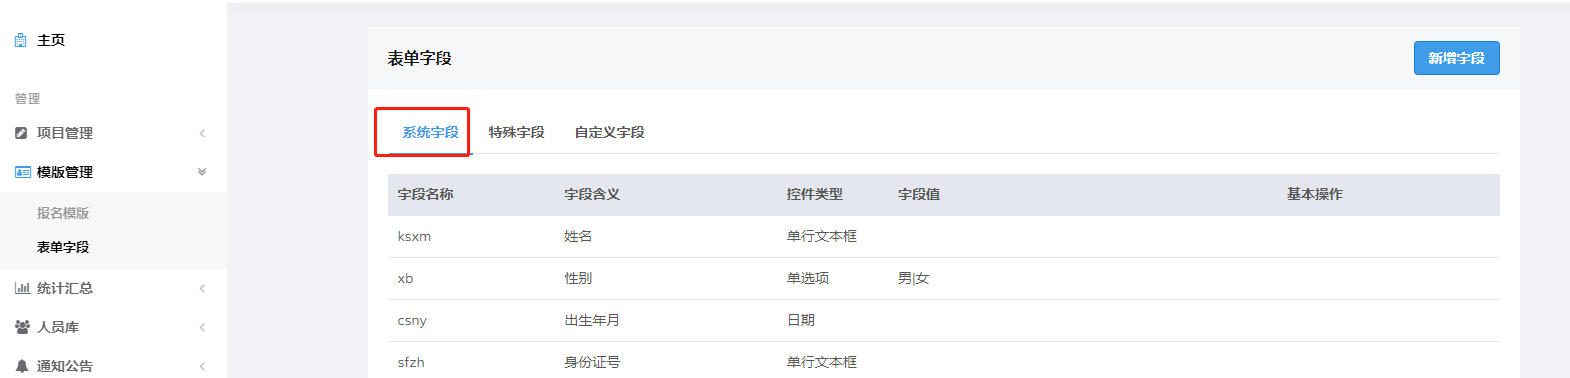 主页
管理
项目管理
模版管理
报名模版
表单字段
统计汇总
人员库
通知公告
表单字段
新增字段
系统字段 特殊字段 自定义字段
字段名称 字段含义 控件类型 字段值 基本操作
ksxm 姓名 单行文本框
xb 性别 单选项 男|女
csny 出生年月 日期
sfzh 身份证号 单行文本框